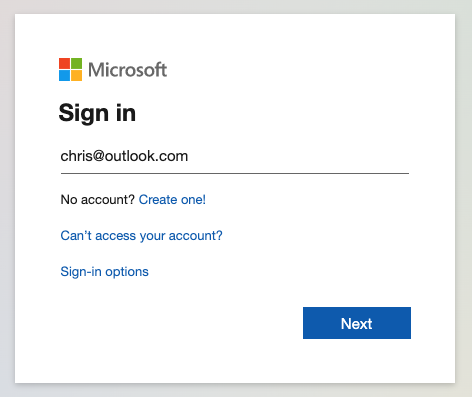 Microsoft
Sign in
chris@outlook.com
No account? Create one!
Can’t access your account?
Sign-in options
Next